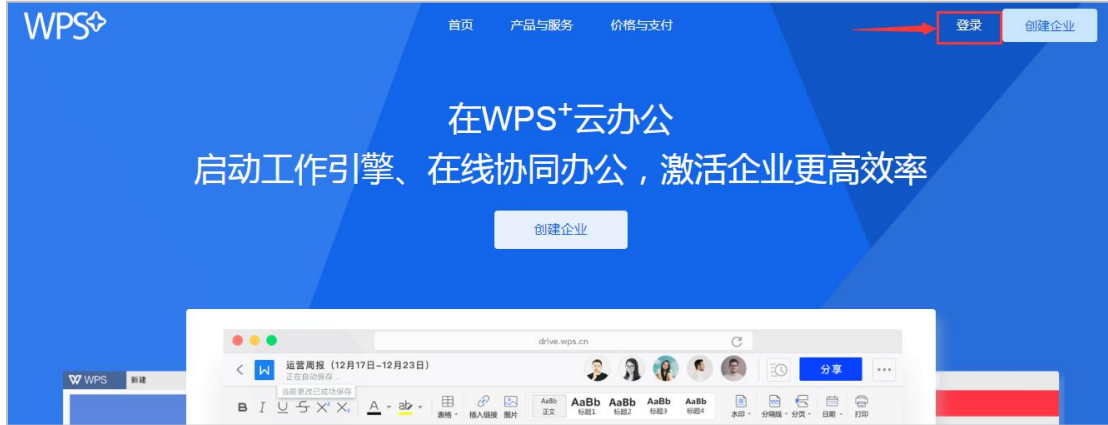 WPS+
首页 产品与服务 价格与支付 登录 创建企业
在WPS+云办公
启动工作引擎、在线协同办公，激活企业更高效率
创建企业
drive.wps.cn
运营周报（12月17日-12月23日）
正在自动保存...
分享
WPS 新建
当前更改已成功保存
B I U S X² X₂ A ab
表格 插入链接 图片
AaBb AaBb AaBb AaBb AaBb
正文 标题1 标题2 标题3 标题4
水印 分隔线 分页 日期 打印